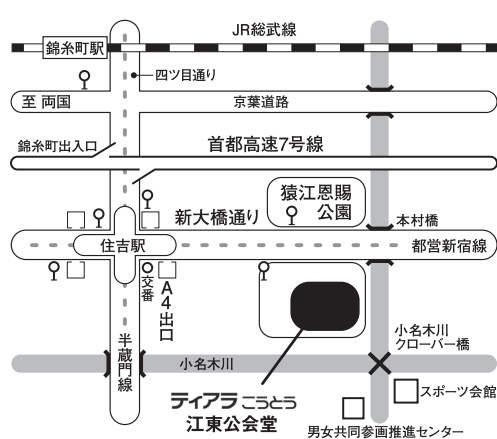 JR総武線
錦糸町駅
四ツ目通り
至 両国
京葉道路
錦糸町出入口
首都高速7号線
猿江恩賜
公園
新大橋通り
本村橋
住吉駅
都営新宿線
交番
A4出口
半蔵門線
小名木川
クローバー橋
小名木川
スポーツ会館
ティアラこうとう
江東公会堂
男女共同参画推進センター